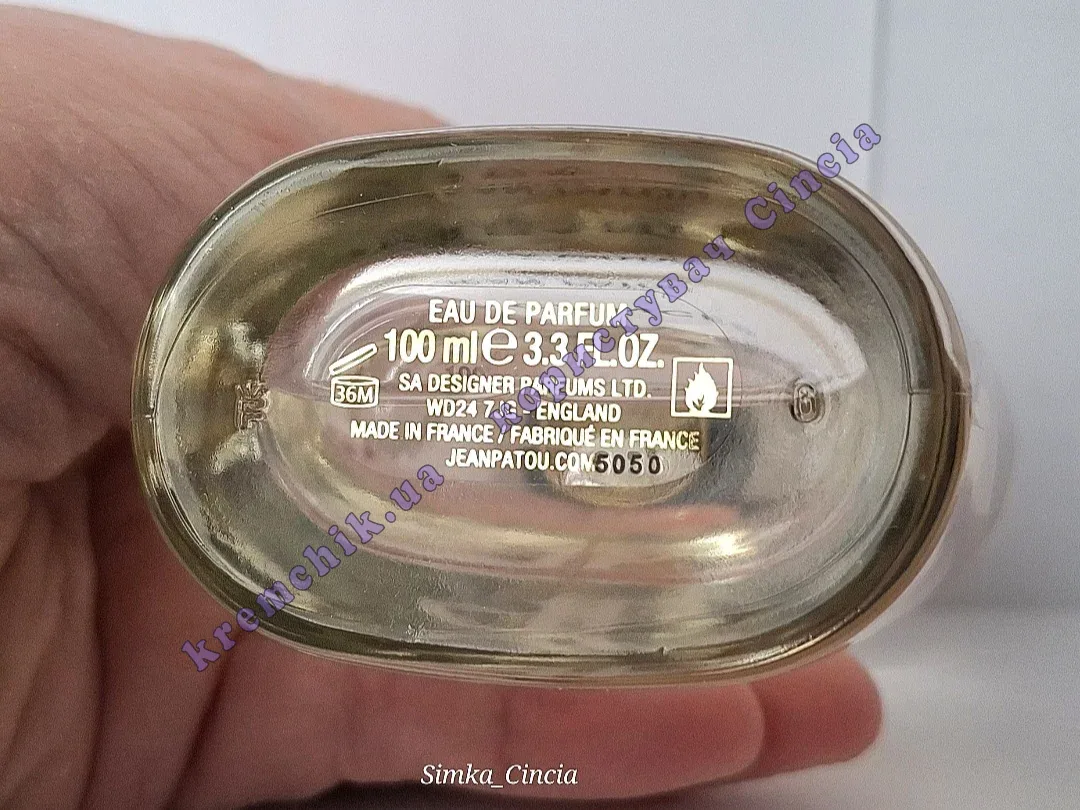 EAU DE PARFUM
100 ml ℮ 3.3 FL.OZ.
36M
SA DESIGNER PARFUMS LTD.
WD24 - ENGLAND
MADE IN FRANCE / FABRIQUÉ EN FRANCE
JEANPATOU.COM 5050
kremchik.ua користувач Cincia
Simka_Cincia